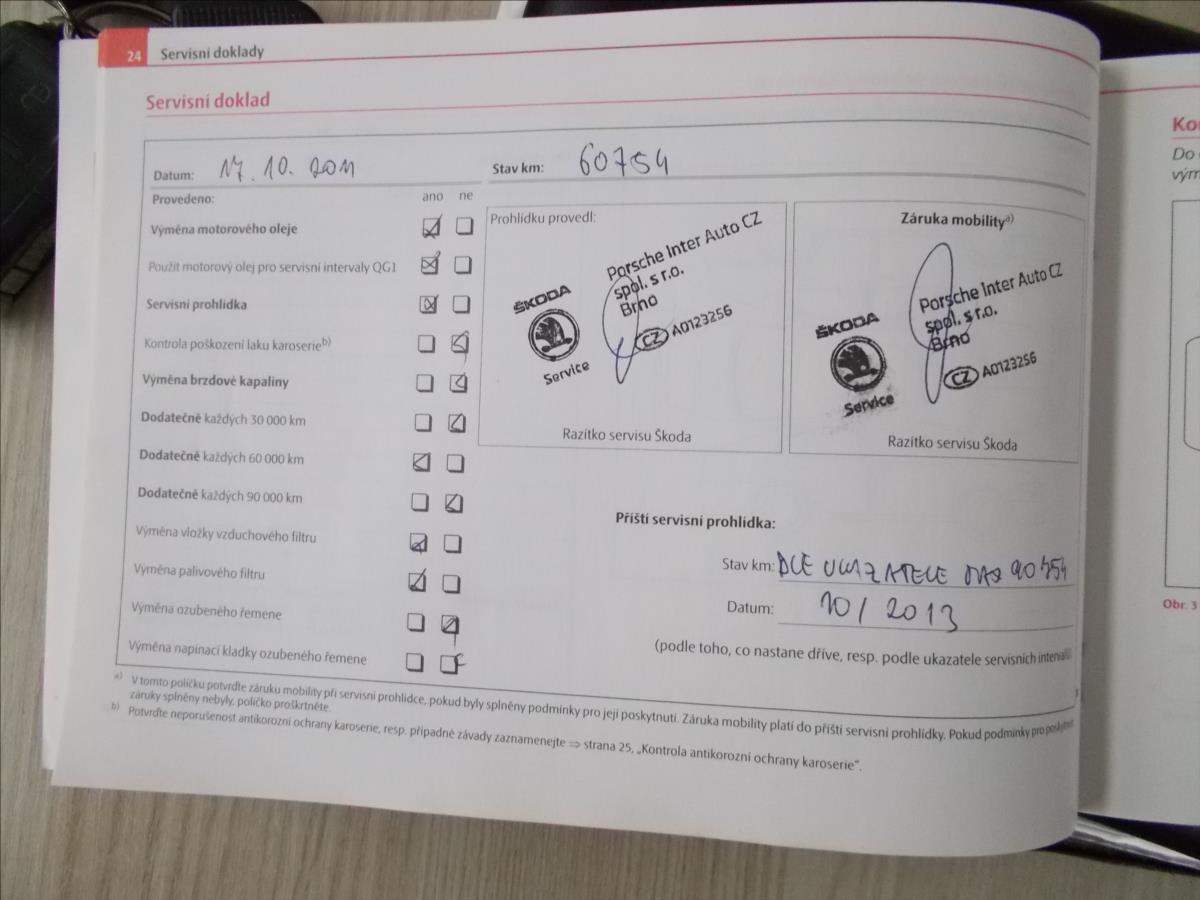 24 Servisní doklady
Servisní doklad
Datum: 17. 10. 2011
Stav km: 60754
Provedeno: ano ne
Výměna motorového oleje
Použit motorový olej pro servisní intervaly QG1
Servisní prohlídka
Kontrola poškození laku karoserie b)
Výměna brzdové kapaliny
Dodatečně každých 30 000 km
Dodatečně každých 60 000 km
Dodatečně každých 90 000 km
Výměna vložky vzduchového filtru
Výměna palivového filtru
Výměna ozubeného řemene
Výměna napínací kladky ozubeného řemene
Prohlídku provedl:
ŠKODA
Service
Porsche Inter Auto CZ
spol. s r.o.
Brno
CZ A0123256
Razítko servisu Škoda
Záruka mobility a)
ŠKODA
Service
Porsche Inter Auto CZ
spol. s r.o.
Brno
CZ A0123256
Razítko servisu Škoda
Příští servisní prohlídka:
Stav km: DLE UKAZATELE 90754
Datum: 10/2013
(podle toho, co nastane dříve, resp. podle ukazatele servisních intervalů)
a) V tomto políčku potvrďte záruku mobility při servisní prohlídce, pokud byly splněny podmínky pro její poskytnutí. Záruka mobility platí do příští servisní prohlídky. Pokud podmínky pro poskytnutí
záruky splněny nebyly, políčko proškrtněte.
b) Potvrďte neporušenost antikorozní ochrany karoserie, resp. případné závady zaznamenejte ⇒ strana 25, „Kontrola antikorozní ochrany karoserie“.
Do
Obr. 3